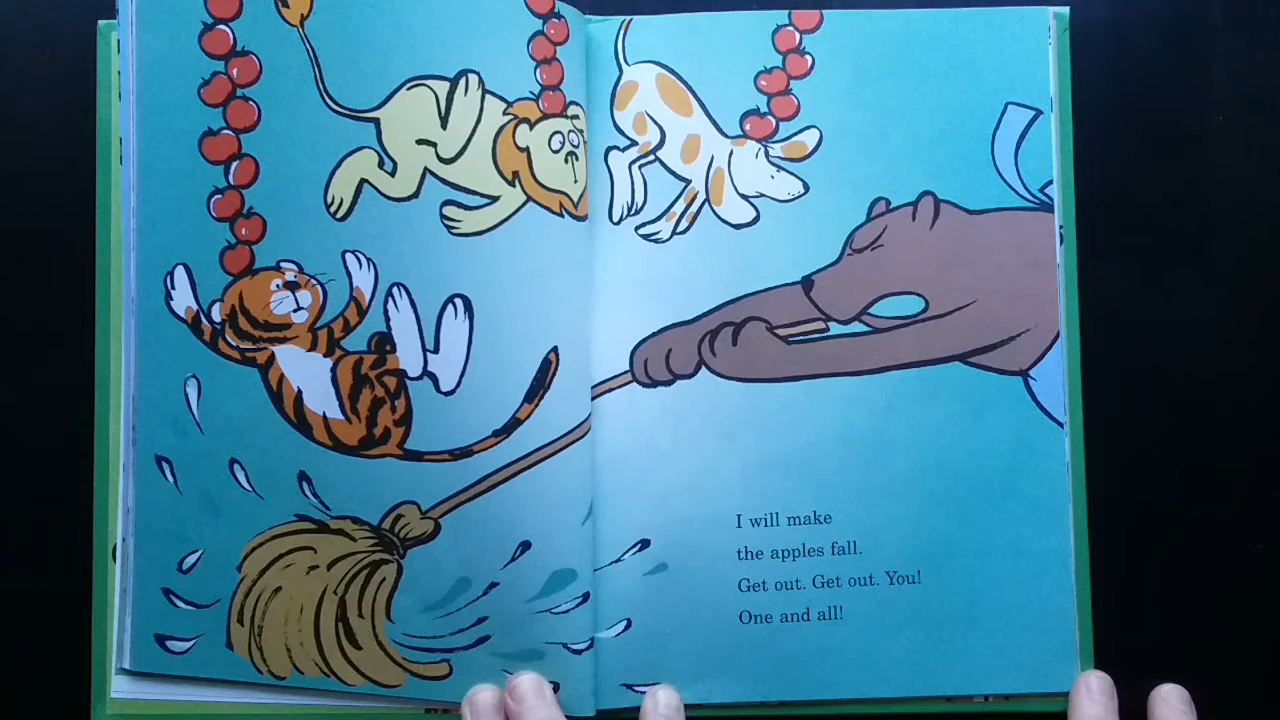 I will make
the apples fall.
Get out. Get out. You!
One and all!